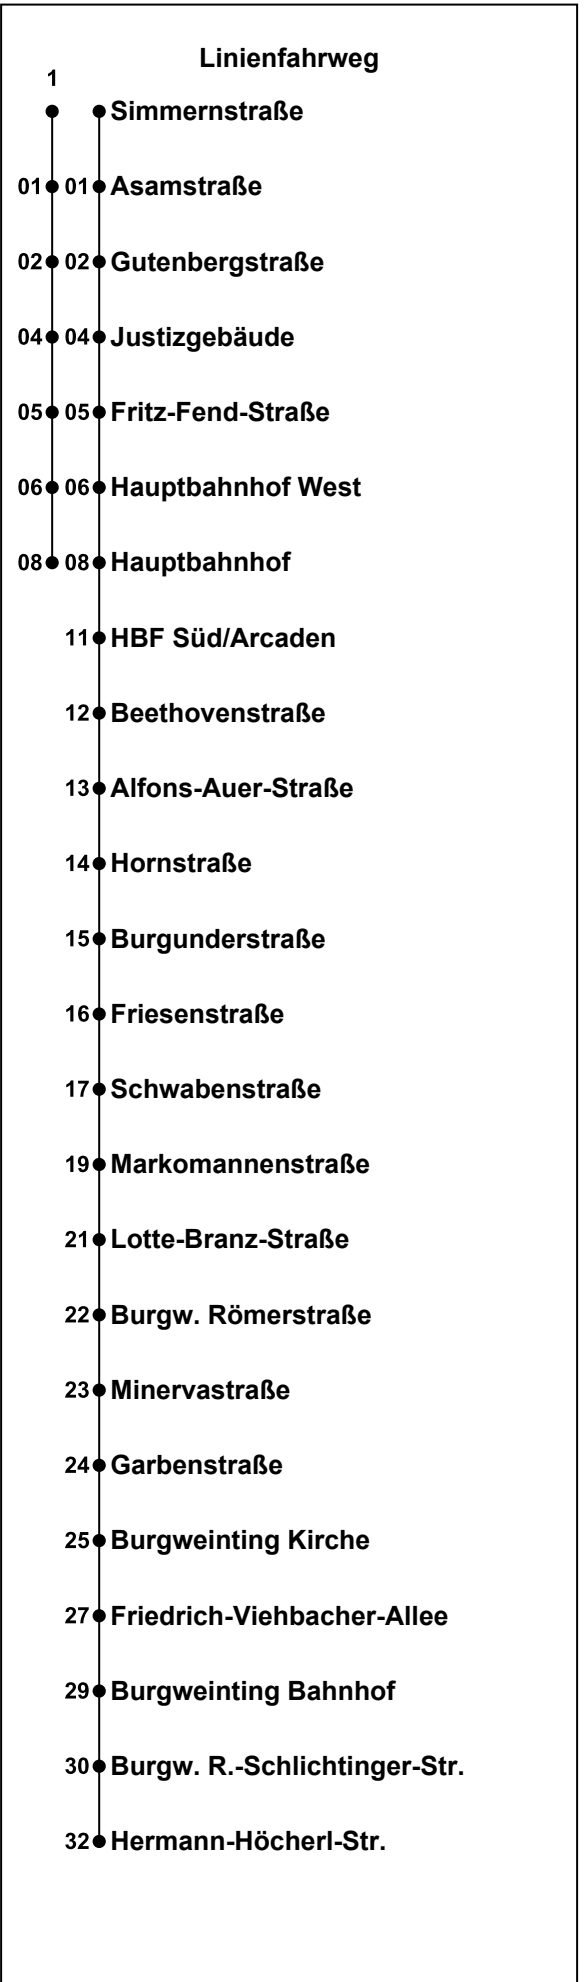 Linienfahrweg
1
Simmernstraße
01 01 Asamstraße
02 02 Gutenbergstraße
04 04 Justizgebäude
05 05 Fritz-Fend-Straße
06 06 Hauptbahnhof West
08 08 Hauptbahnhof
11 HBF Süd/Arcaden
12 Beethovenstraße
13 Alfons-Auer-Straße
14 Hornstraße
15 Burgunderstraße
16 Friesenstraße
17 Schwabenstraße
19 Markomannenstraße
21 Lotte-Branz-Straße
22 Burgw. Römerstraße
23 Minervastraße
24 Garbenstraße
25 Burgweinting Kirche
27 Friedrich-Viehbacher-Allee
29 Burgweinting Bahnhof
30 Burgw. R.-Schlichtinger-Str.
32 Hermann-Höcherl-Str.